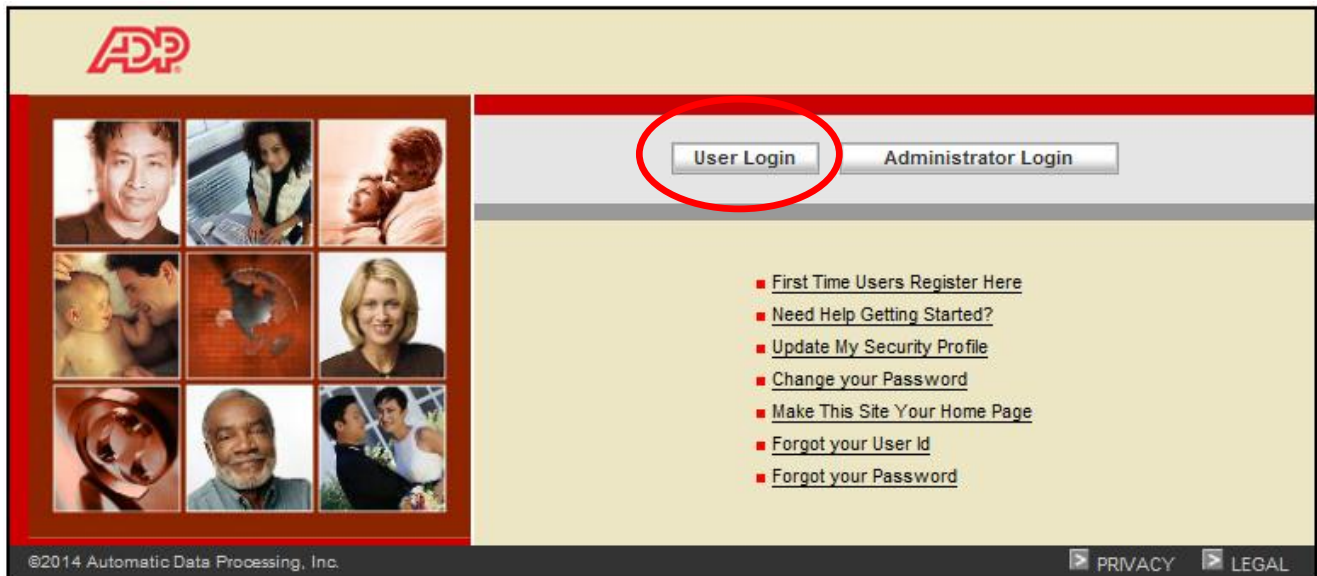 ADP
User Login Administrator Login
First Time Users Register Here
Need Help Getting Started?
Update My Security Profile
Change your Password
Make This Site Your Home Page
Forgot your User Id
Forgot your Password
©2014 Automatic Data Processing, Inc. PRIVACY LEGAL